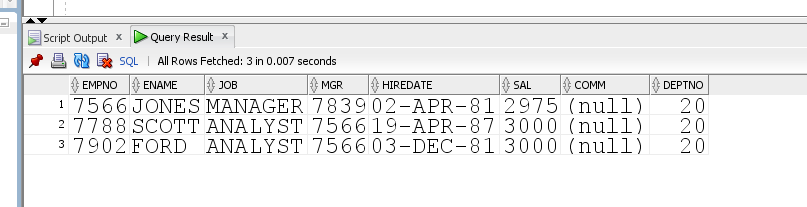 Script Output x Query Result x
SQL | All Rows Fetched: 3 in 0.007 seconds
EMPNO ENAME JOB MGR HIREDATE SAL COMM DEPTNO
1 7566 JONES MANAGER 7839 02-APR-81 2975 (null) 20
2 7788 SCOTT ANALYST 7566 19-APR-87 3000 (null) 20
3 7902 FORD ANALYST 7566 03-DEC-81 3000 (null) 20